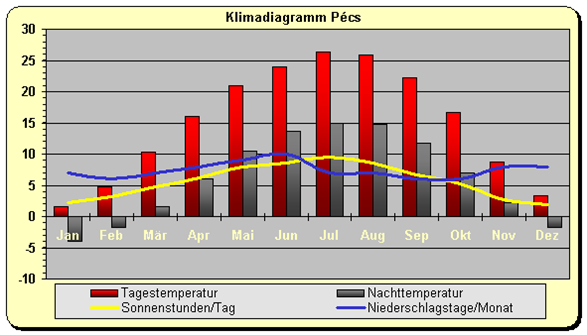 Klimadiagramm Pécs
30
25
20
15
10
5
0
-5
-10
Jan Feb Mär Apr Mai Jun Jul Aug Sep Okt Nov Dez
Tagestemperatur Nachttemperatur
Sonnenstunden/Tag Niederschlagstage/Monat